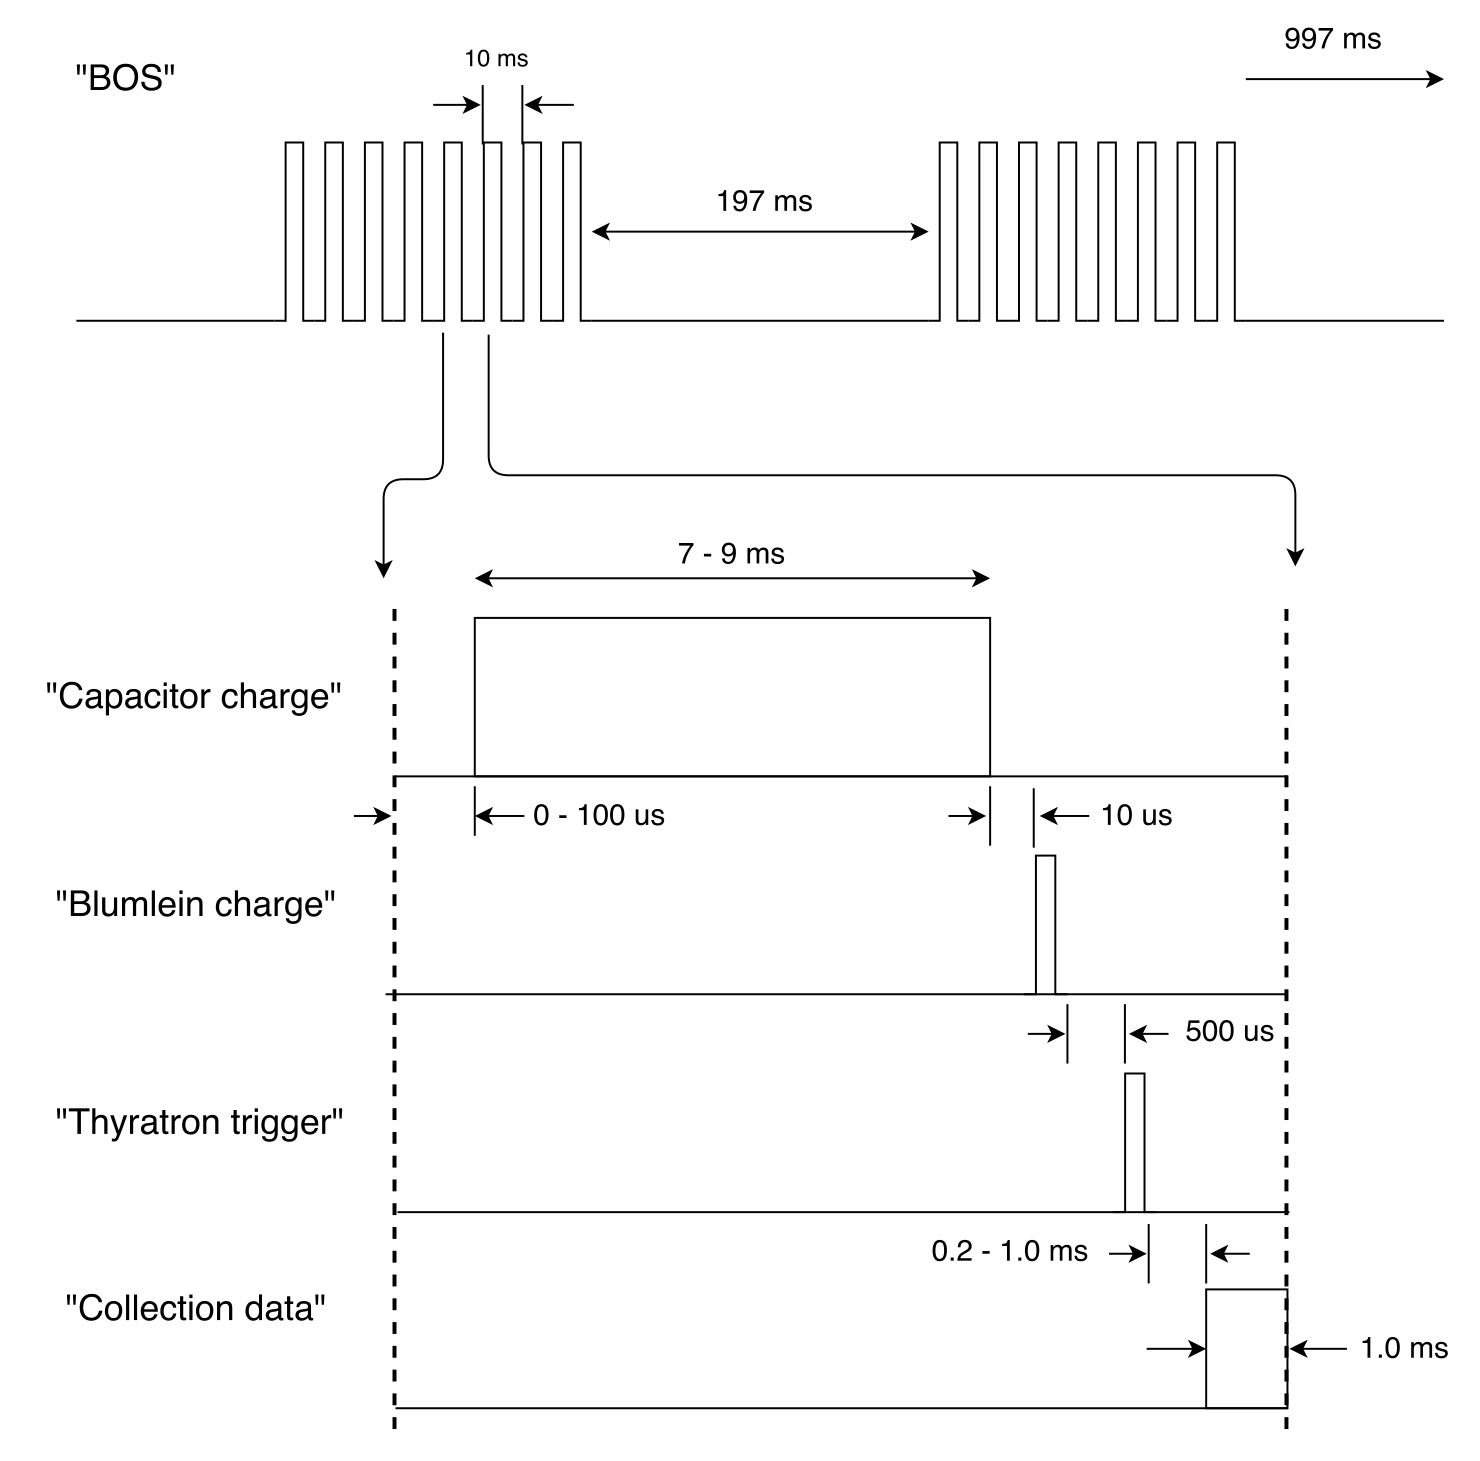 997 ms
10 ms
"BOS"
197 ms
7 - 9 ms
"Capacitor charge"
0 - 100 us
10 us
"Blumlein charge"
500 us
"Thyratron trigger"
0.2 - 1.0 ms
"Collection data"
1.0 ms